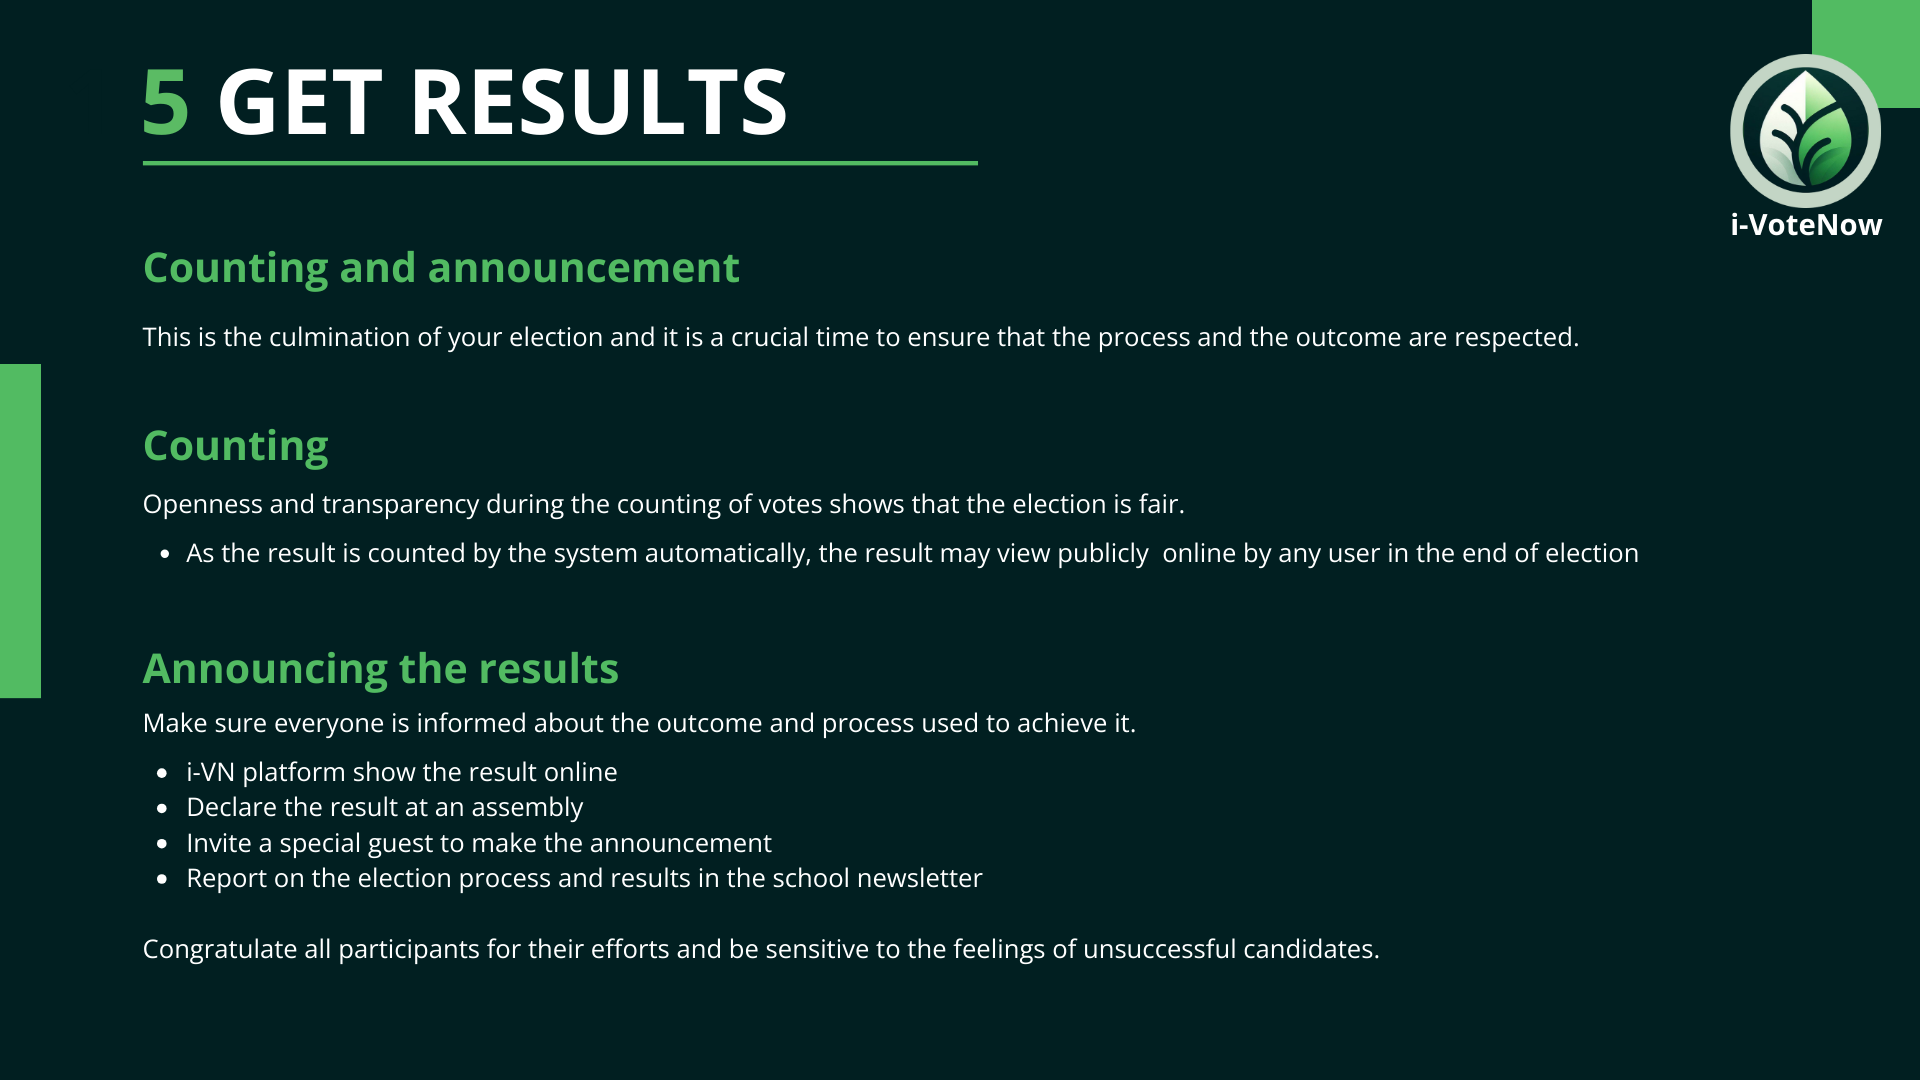 5 GET RESULTS
i-VoteNow
Counting and announcement
This is the culmination of your election and it is a crucial time to ensure that the process and the outcome are respected.
Counting
Openness and transparency during the counting of votes shows that the election is fair.
• As the result is counted by the system automatically, the result may view publicly  online by any user in the end of election
Announcing the results
Make sure everyone is informed about the outcome and process used to achieve it.
• i-VN platform show the result online
• Declare the result at an assembly
• Invite a special guest to make the announcement
• Report on the election process and results in the school newsletter
Congratulate all participants for their efforts and be sensitive to the feelings of unsuccessful candidates.